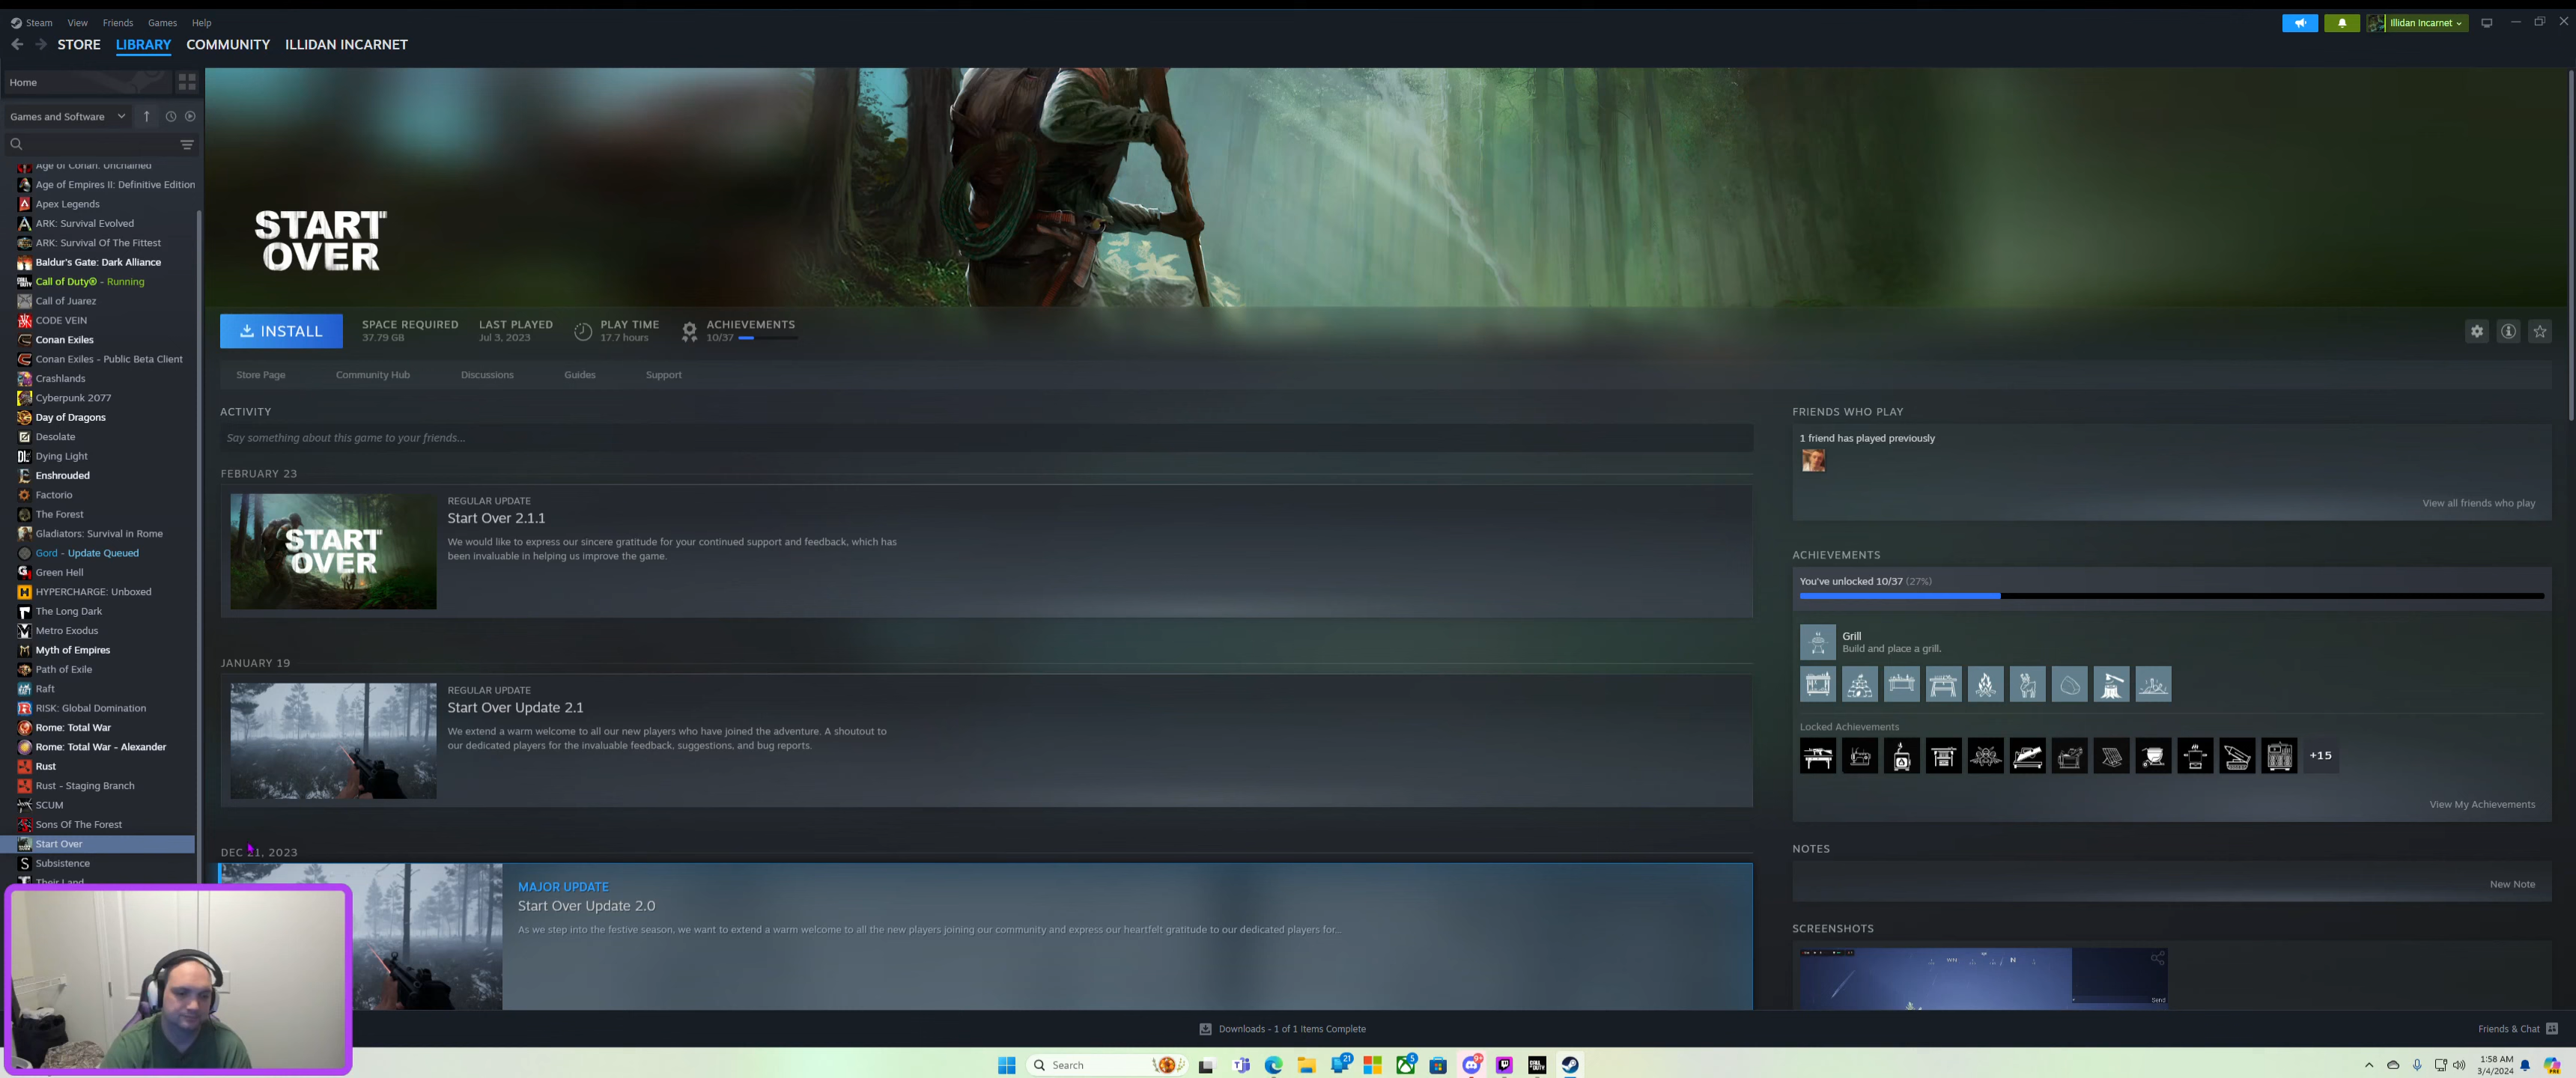 Steam View Friends Games Help
Illidan Incarnet
STORE LIBRARY COMMUNITY ILLIDAN INCARNET
Home
Games and Software
Age of Conan: Unchained
Age of Empires II: Definitive Edition
Apex Legends
ARK: Survival Evolved
ARK: Survival Of The Fittest
Baldur's Gate: Dark Alliance
Call of Duty® - Running
Call of Juarez
CODE VEIN
Conan Exiles
Conan Exiles - Public Beta Client
Crashlands
Cyberpunk 2077
Day of Dragons
Desolate
Dying Light
Enshrouded
Factorio
The Forest
Gladiators: Survival in Rome
Gord - Update Queued
Green Hell
HYPERCHARGE: Unboxed
The Long Dark
Metro Exodus
Myth of Empires
Path of Exile
Raft
RISK: Global Domination
Rome: Total War
Rome: Total War - Alexander
Rust
Rust - Staging Branch
SCUM
Sons Of The Forest
Start Over
Subsistence
Their Land
START
OVER
INSTALL
SPACE REQUIRED
37.79 GB
LAST PLAYED
Jul 3, 2023
PLAY TIME
17.7 hours
ACHIEVEMENTS
10/37
Store Page Community Hub Discussions Guides Support
ACTIVITY
Say something about this game to your friends...
FEBRUARY 23
START
OVER
REGULAR UPDATE
Start Over 2.1.1
We would like to express our sincere gratitude for your continued support and feedback, which has
been invaluable in helping us improve the game.
JANUARY 19
REGULAR UPDATE
Start Over Update 2.1
We extend a warm welcome to all our new players who have joined the adventure. A shoutout to
our dedicated players for the invaluable feedback, suggestions, and bug reports.
DEC 21, 2023
MAJOR UPDATE
Start Over Update 2.0
As we step into the festive season, we want to extend a warm welcome to all the new players joining our community and express our heartfelt gratitude to our dedicated players for...
FRIENDS WHO PLAY
1 friend has played previously
View all friends who play
ACHIEVEMENTS
You've unlocked 10/37 (27%)
Grill
Build and place a grill.
Locked Achievements
+15
View My Achievements
NOTES
New Note
SCREENSHOTS
WN N
Send
Downloads - 1 of 1 Items Complete
Friends & Chat
Search
21
5
9+
1:58 AM
3/4/2024